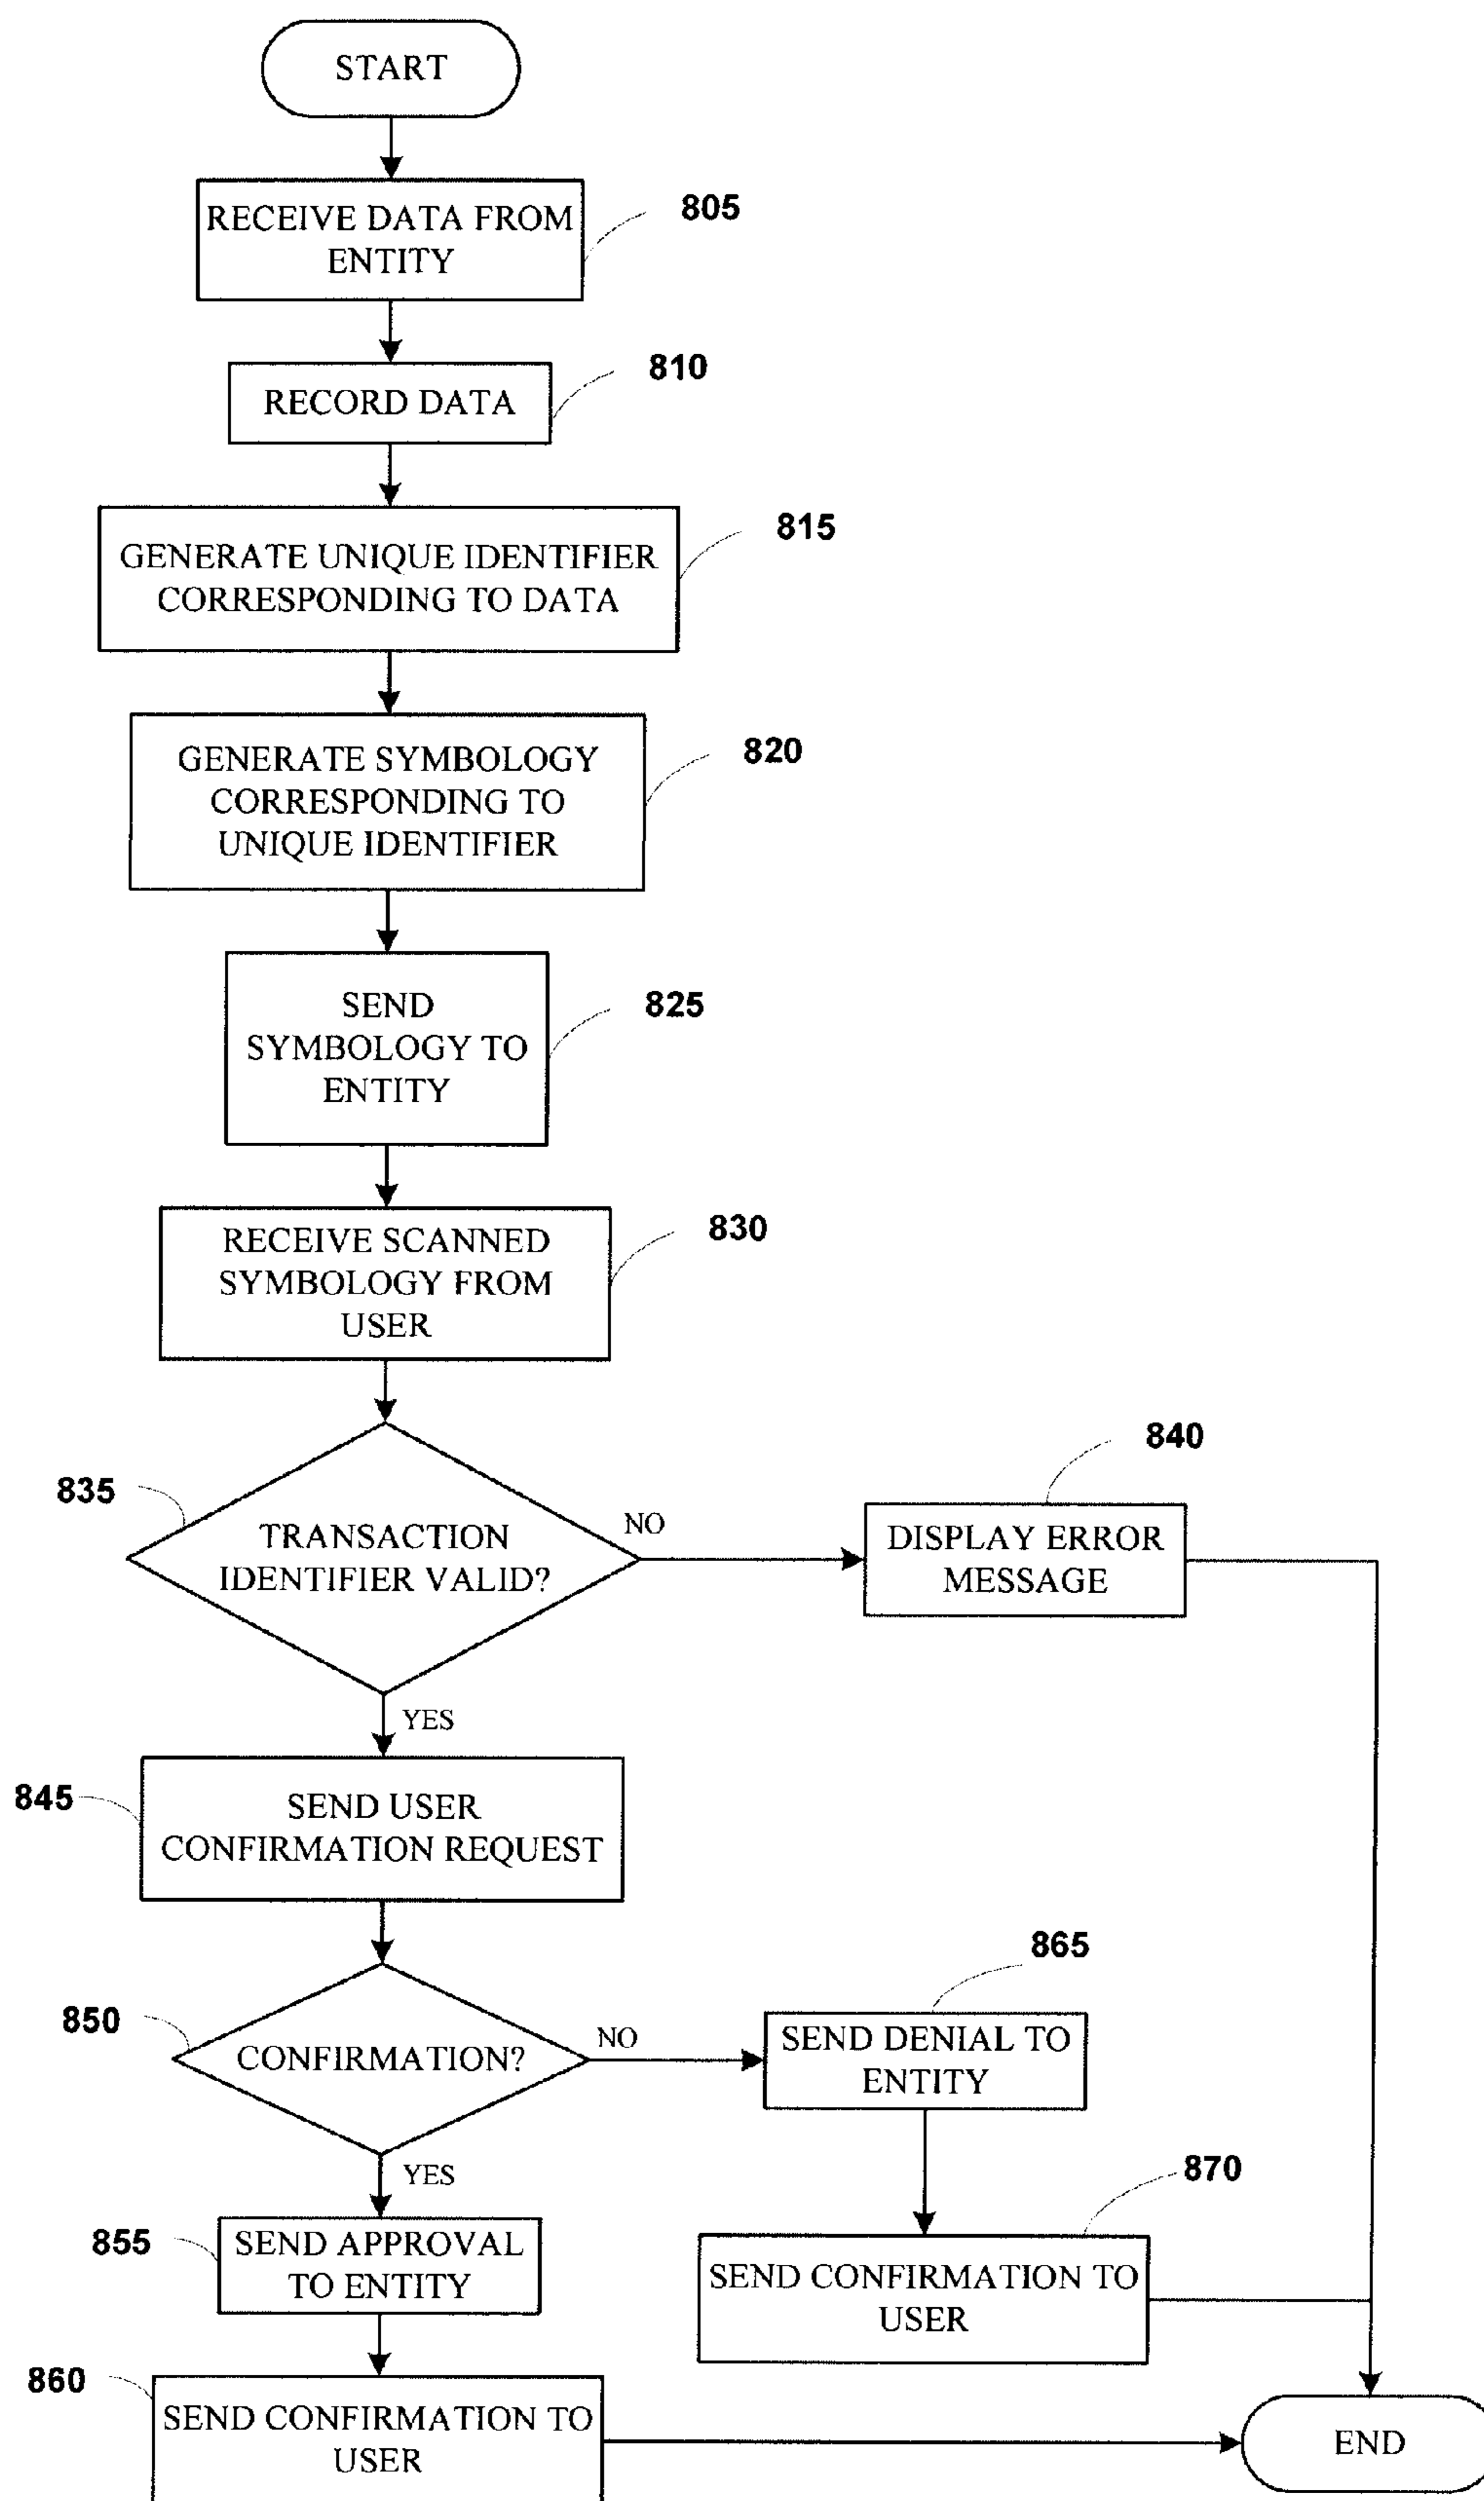 START
RECEIVE DATA FROM
ENTITY
805
RECORD DATA
810
GENERATE UNIQUE IDENTIFIER
CORRESPONDING TO DATA
815
GENERATE SYMBOLOGY
CORRESPONDING TO
UNIQUE IDENTIFIER
820
SEND
SYMBOLOGY TO
ENTITY
825
RECEIVE SCANNED
SYMBOLOGY FROM
USER
830
835
TRANSACTION
IDENTIFIER VALID?
NO
840
DISPLAY ERROR
MESSAGE
YES
845
SEND USER
CONFIRMATION REQUEST
850
CONFIRMATION?
NO
865
SEND DENIAL TO
ENTITY
YES
855
SEND APPROVAL
TO ENTITY
870
SEND CONFIRMATION TO
USER
860
SEND CONFIRMATION TO
USER
END